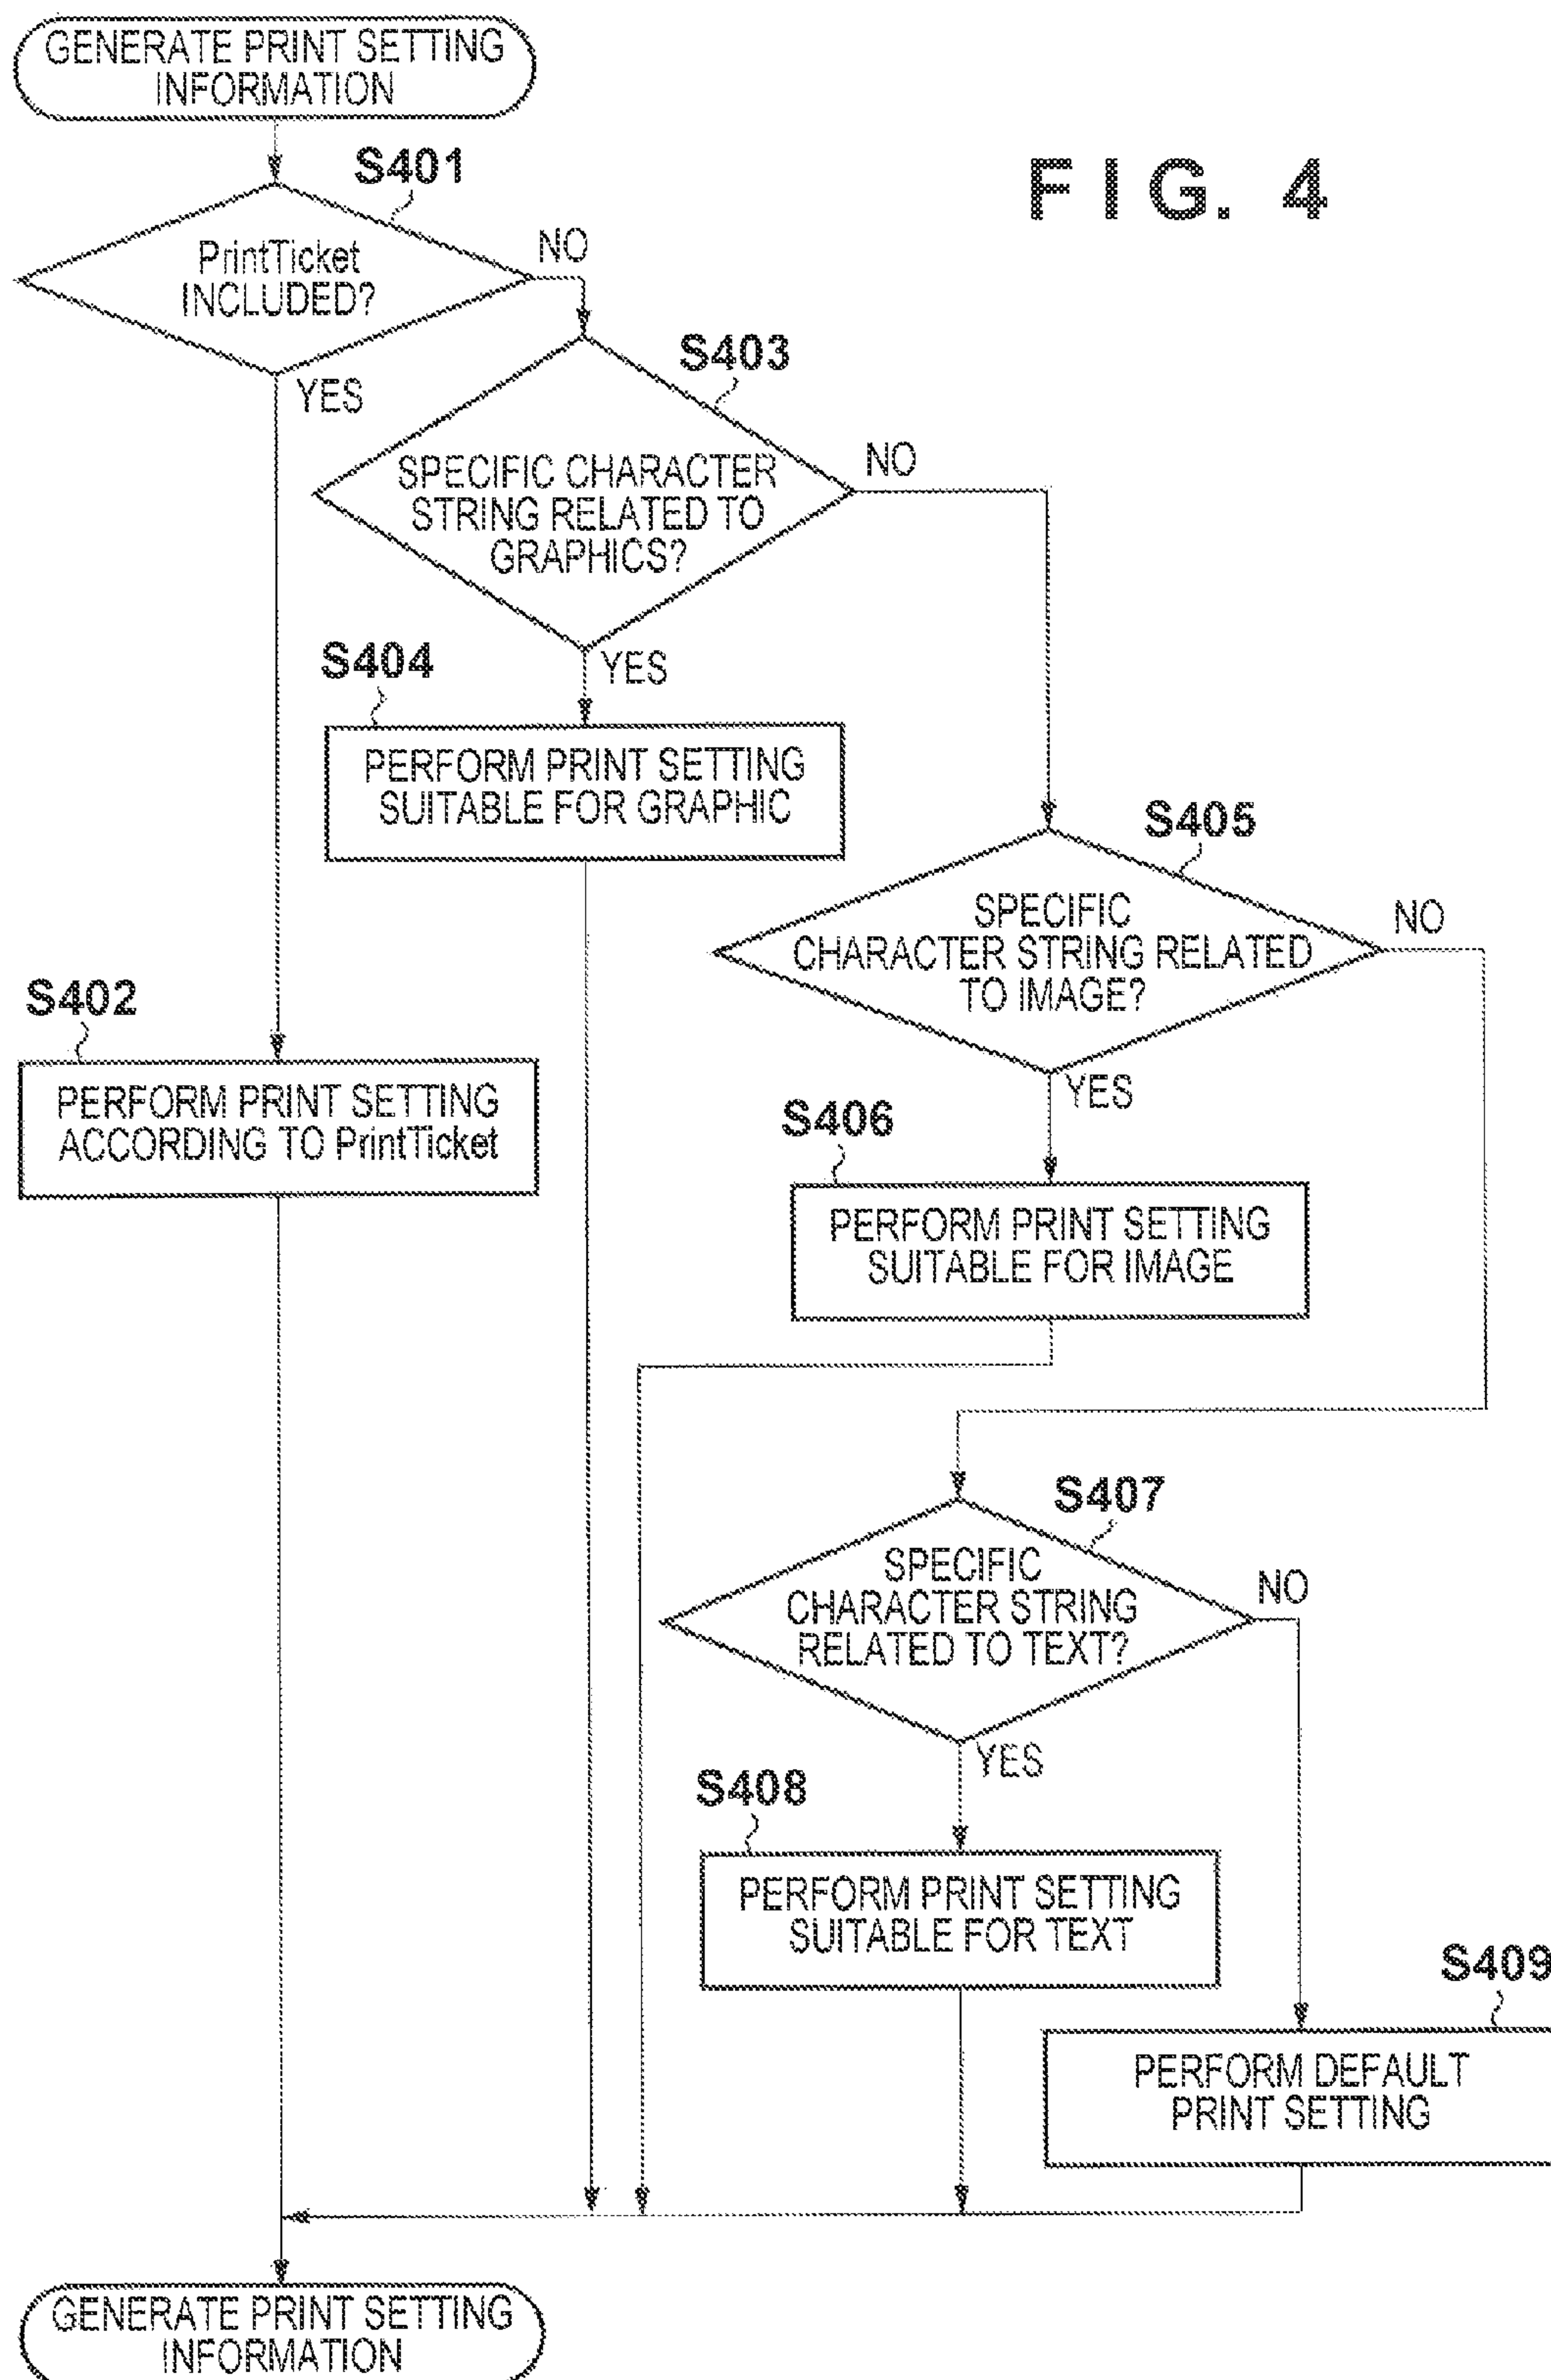 GENERATE PRINT SETTING
INFORMATION
FIG. 4
S401
PrintTicket
INCLUDED?
NO
YES
S403
SPECIFIC CHARACTER
STRING RELATED TO
GRAPHICS?
NO
YES
S404
PERFORM PRINT SETTING
SUITABLE FOR GRAPHIC
S405
SPECIFIC
CHARACTER STRING RELATED
TO IMAGE?
NO
YES
S402
PERFORM PRINT SETTING
ACCORDING TO PrintTicket
S406
PERFORM PRINT SETTING
SUITABLE FOR IMAGE
S407
SPECIFIC
CHARACTER STRING
RELATED TO TEXT?
NO
YES
S408
PERFORM PRINT SETTING
SUITABLE FOR TEXT
S409
PERFORM DEFAULT
PRINT SETTING
GENERATE PRINT SETTING
INFORMATION